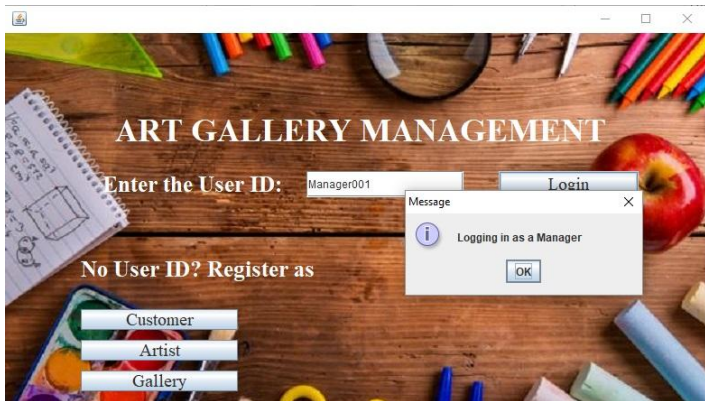 ART GALLERY MANAGEMENT
Enter the User ID: Manager001 Login
Message
Logging in as a Manager
OK
No User ID? Register as
Customer
Artist
Gallery